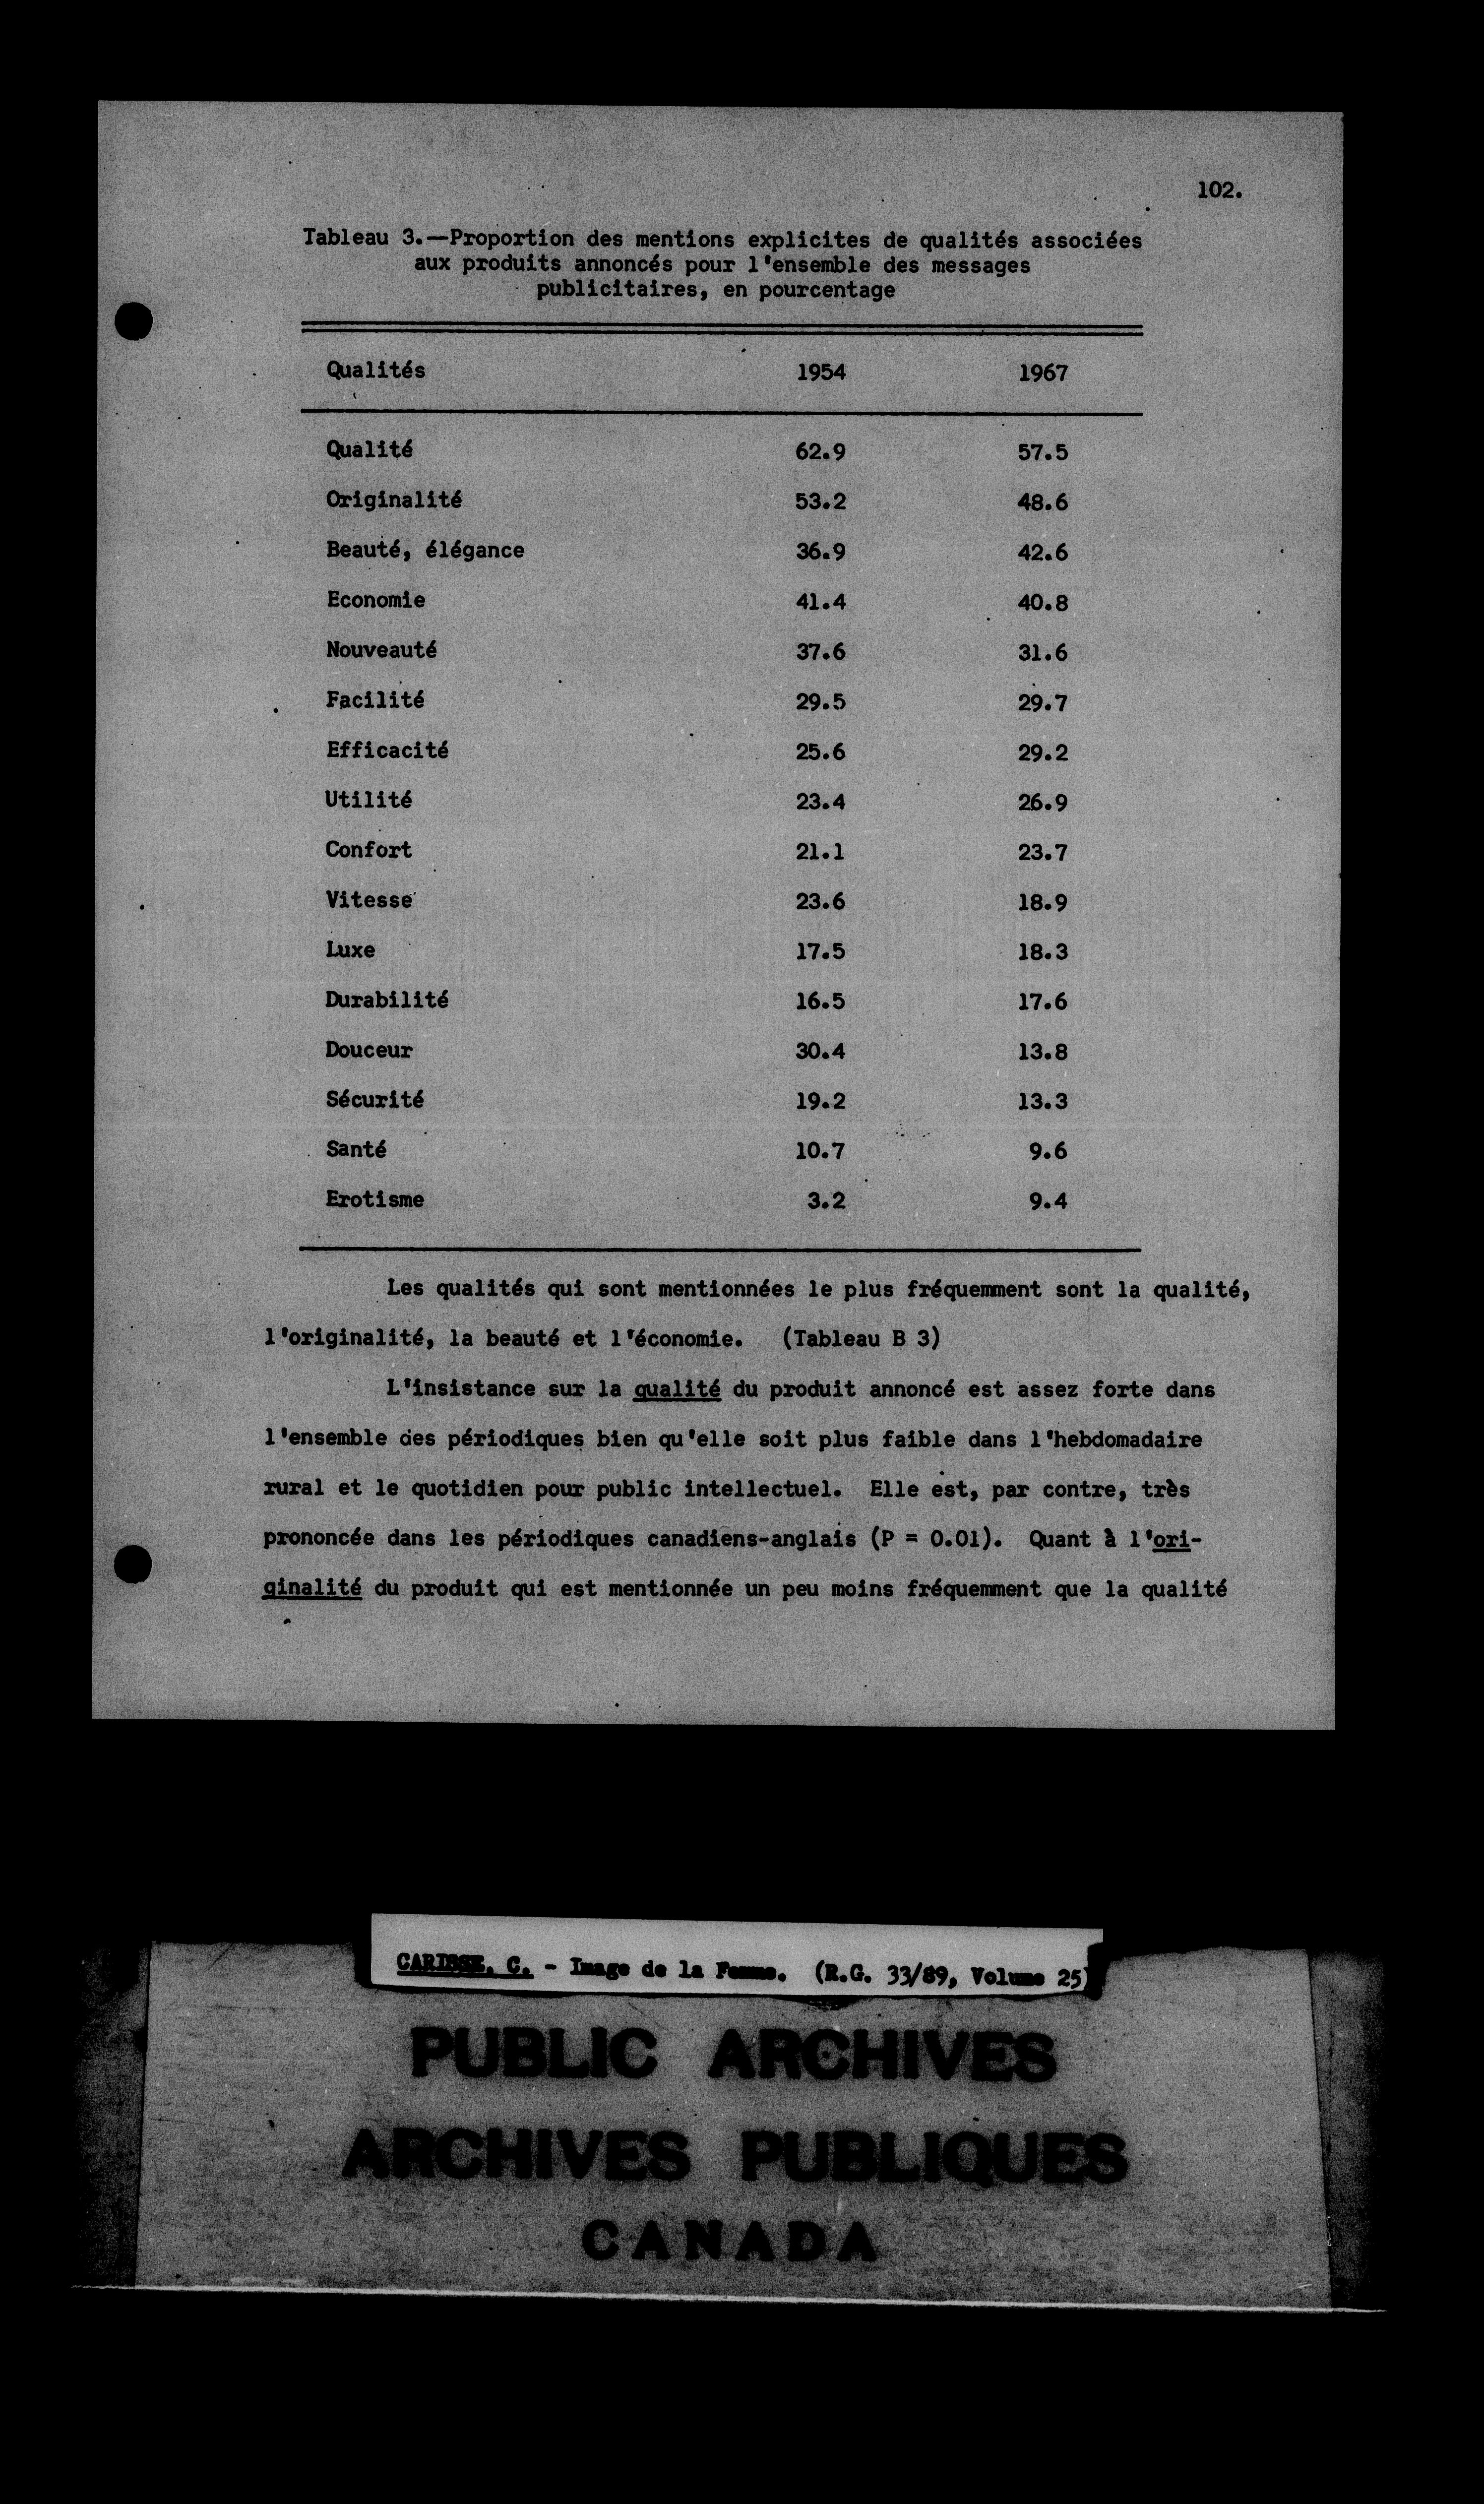 102.
Tableau 3.—Proportion des mentions explicites de qualités associées
aux produits annoncés pour l'ensemble des messages
publicitaires, en pourcentage
Qualités 1954 1967
Qualité 62.9 57.5
Originalité 53.2 48.6
Beauté, élégance 36.9 42.6
Economie 41.4 40.8
Nouveauté 37.6 31.6
Facilité 29.5 29.7
Efficacité 25.6 29.2
Utilité 23.4 26.9
Confort 21.1 23.7
Vitesse 23.6 18.9
Luxe 17.5 18.3
Durabilité 16.5 17.6
Douceur 30.4 13.8
Sécurité 19.2 13.3
Santé 10.7 9.6
Erotisme 3.2 9.4
Les qualités qui sont mentionnées le plus fréquemment sont la qualité,
l'originalité, la beauté et l'économie. (Tableau B 3)
L'insistance sur la qualité du produit annoncé est assez forte dans
l'ensemble des périodiques bien qu'elle soit plus faible dans l'hebdomadaire
rural et le quotidien pour public intellectuel. Elle est, par contre, très
prononcée dans les périodiques canadiens-anglais (P = 0.01). Quant à l'ori-
ginalité du produit qui est mentionnée un peu moins fréquemment que la qualité
CARISSE, C. - Image de la Femme. (R.G. 33/89, Volume 25)
PUBLIC ARCHIVES
ARCHIVES PUBLIQUES
CANADA